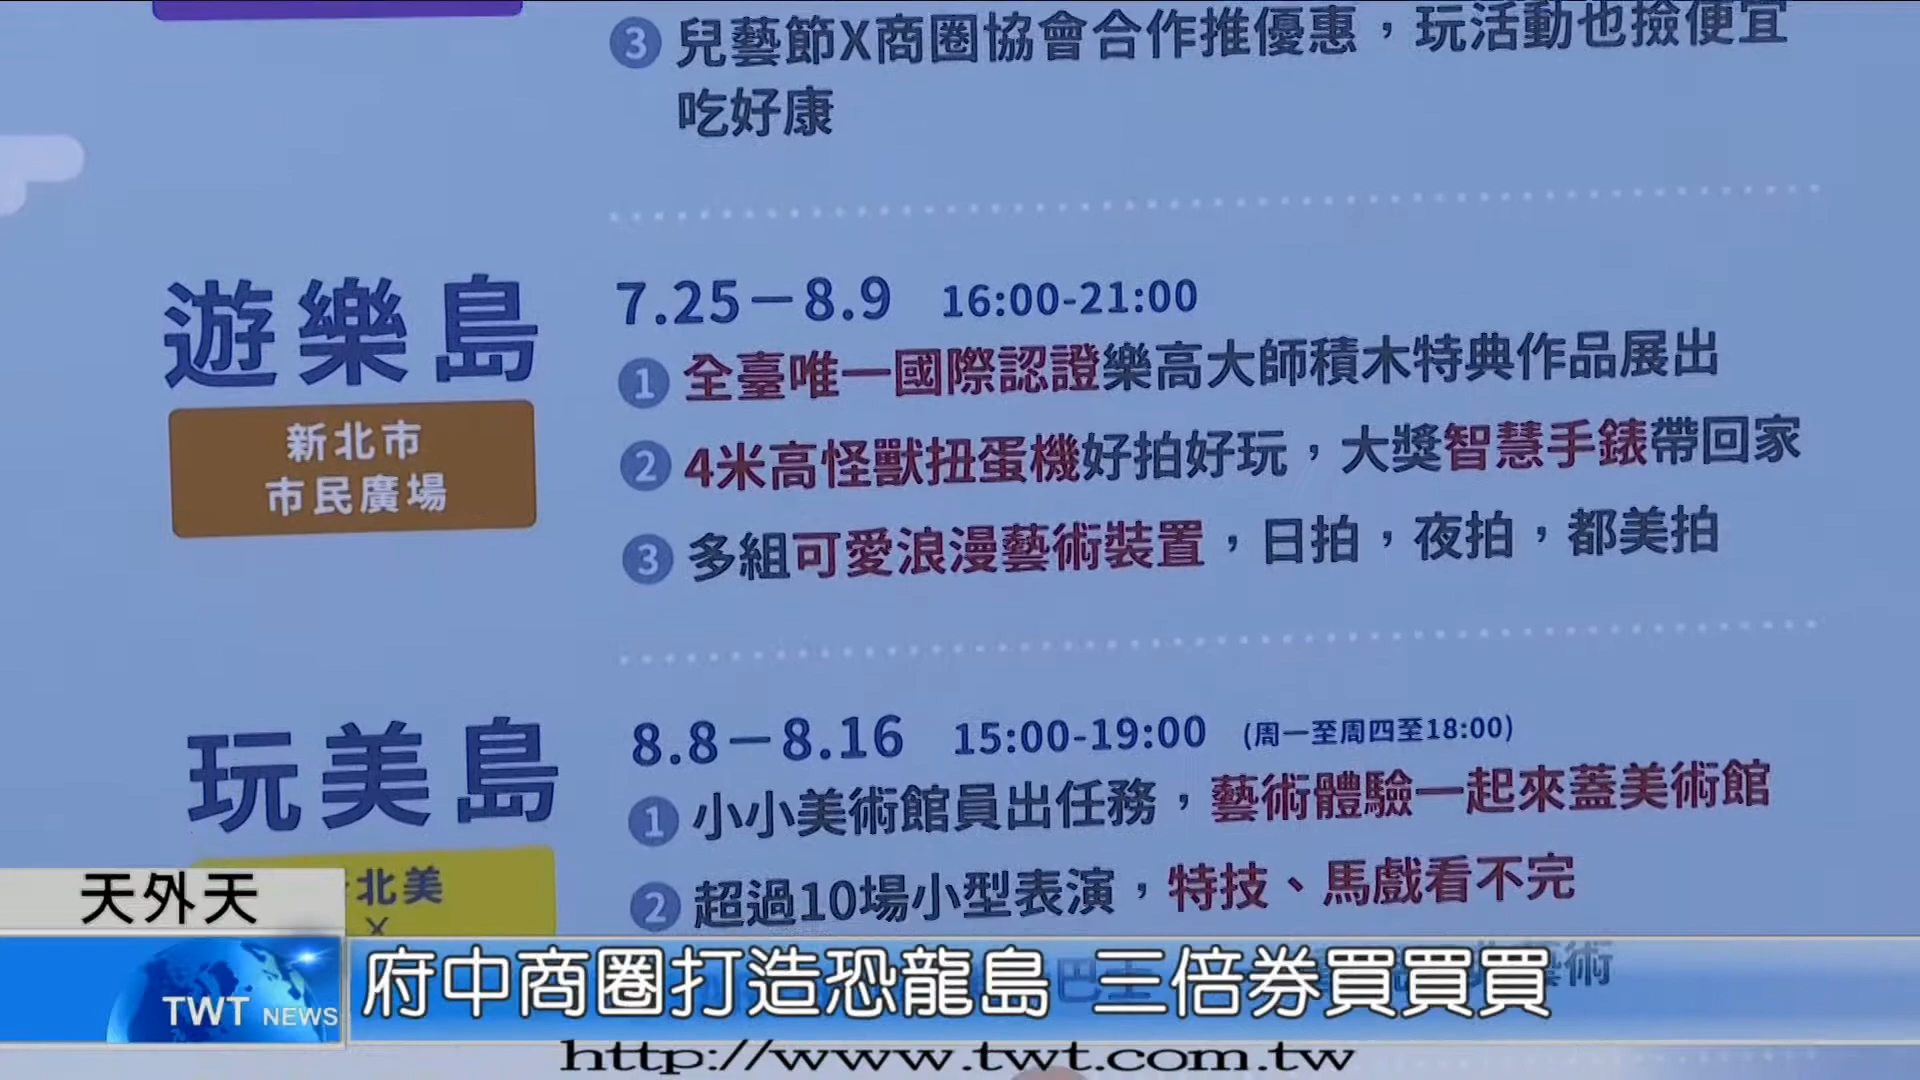 3 兒藝節X商圈協會合作推優惠，玩活動也撿便宜
吃好康
遊樂島
新北市
市民廣場
7.25－8.9 16:00-21:00
1 全臺唯一國際認證樂高大師積木特典作品展出
2 4米高怪獸扭蛋機好拍好玩，大獎智慧手錶帶回家
3 多組可愛浪漫藝術裝置，日拍，夜拍，都美拍
玩美島
北美
X
8.8－8.16 15:00-19:00 (周一至周四至18:00)
1 小小美術館員出任務，藝術體驗一起來蓋美術館
2 超過10場小型表演，特技、馬戲看不完
天外天
TWT NEWS
府中商圈打造恐龍島 三倍券買買買
http://www.twt.com.tw